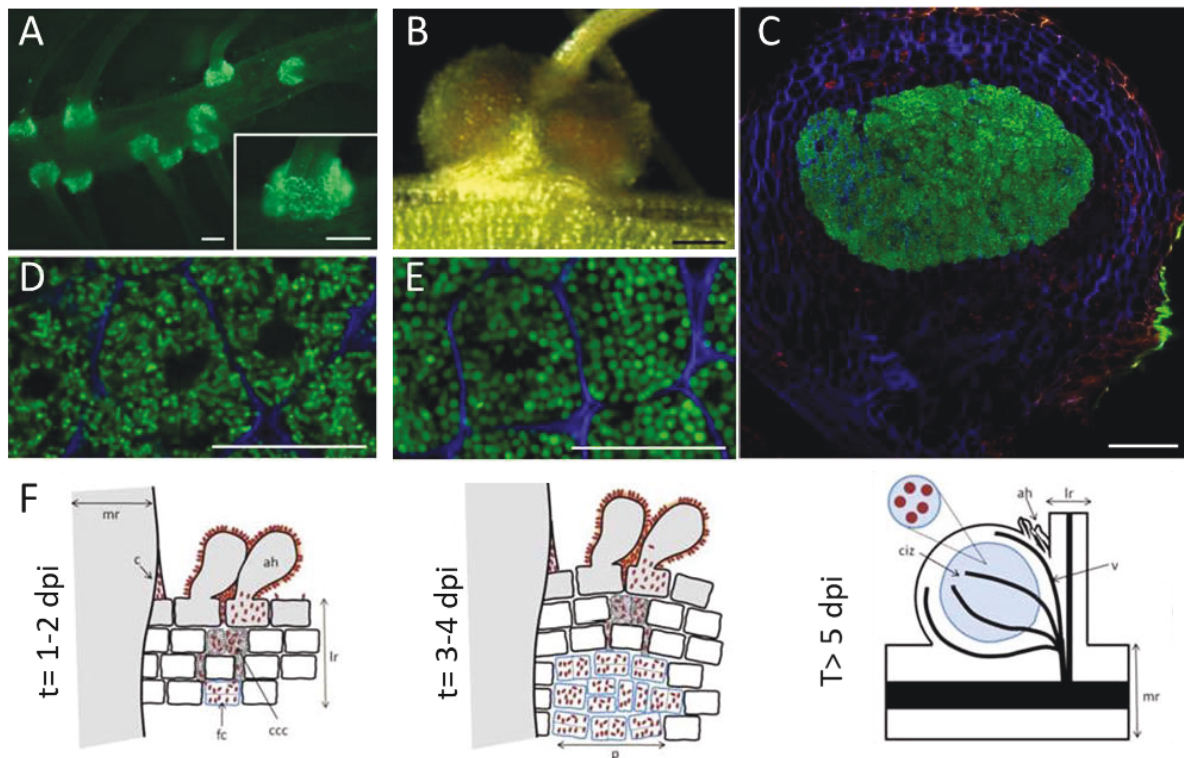 A
B
C
D
E
F
t= 1-2 dpi
mr
c
ah
lr
fc
ccc
t= 3-4 dpi
p
T> 5 dpi
ah
lr
ciz
v
mr